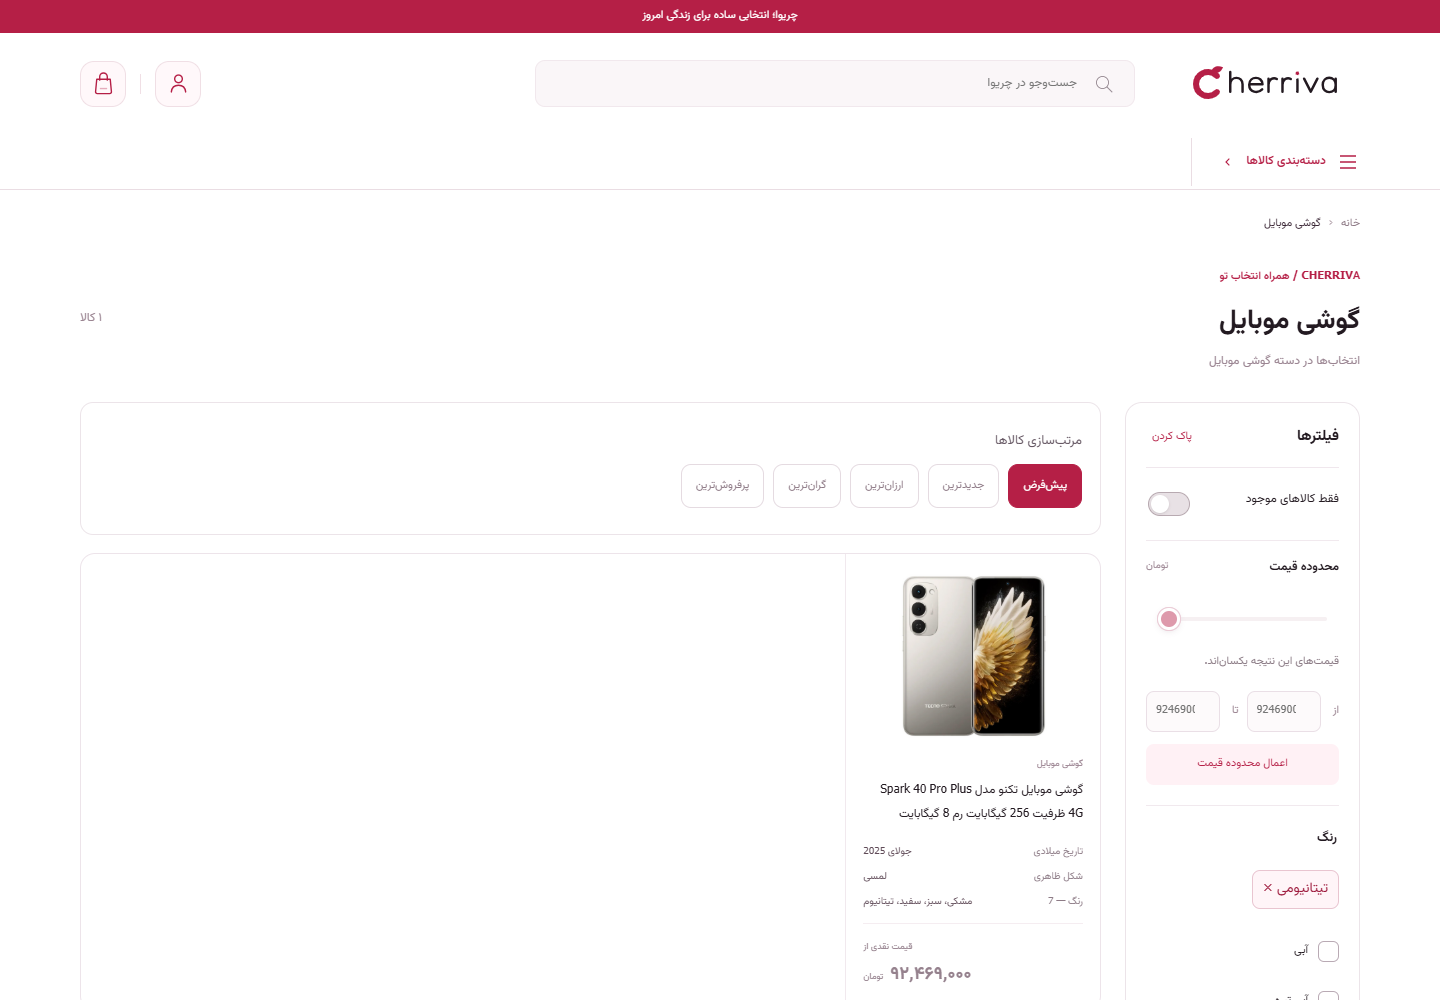 چریوا؛ انتخابی ساده برای زندگی امروز
Cherriva
جست‌وجو در چریوا
دسته‌بندی کالاها
خانه › گوشی موبایل
CHERRIVA / همراه انتخاب تو
گوشی موبایل
۱ کالا
انتخاب‌ها در دسته گوشی موبایل
فیلترها
پاک کردن
فقط کالاهای موجود
محدوده قیمت
تومان
قیمت‌های این نتیجه یکسان‌اند.
از 924690 تا 924690
اعمال محدوده قیمت
رنگ
تیتانیومی ×
آبی
مرتب‌سازی کالاها
پیش‌فرض
جدیدترین
ارزان‌ترین
گران‌ترین
پرفروش‌ترین
گوشی موبایل
گوشی موبایل تکنو مدل Spark 40 Pro Plus
4G ظرفیت 256 گیگابایت رم 8 گیگابایت
تاریخ میلادی جولای 2025
شکل ظاهری لمسی
رنگ — 7 مشکی، سبز، سفید، تیتانیوم
قیمت نقدی از
۹۲,۴۶۹,۰۰۰ تومان